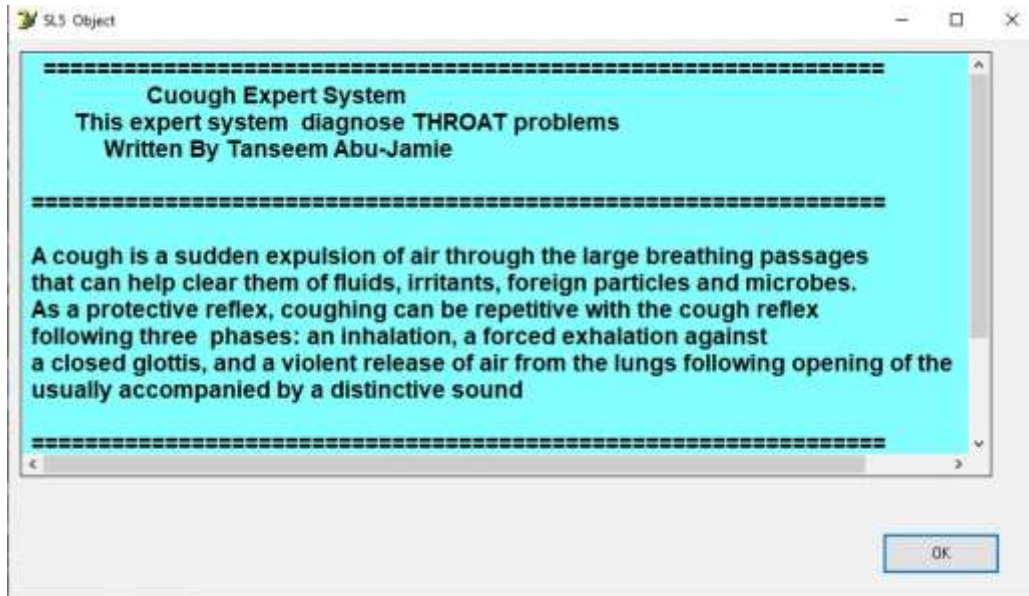 SL5 Object
===============================================================
Cuough Expert System
This expert system diagnose THROAT problems
Written By Tanseem Abu-Jamie
================================================================
A cough is a sudden expulsion of air through the large breathing passages
that can help clear them of fluids, irritants, foreign particles and microbes.
As a protective reflex, coughing can be repetitive with the cough reflex
following three phases: an inhalation, a forced exhalation against
a closed glottis, and a violent release of air from the lungs following opening of the
usually accompanied by a distinctive sound
================================================================
OK